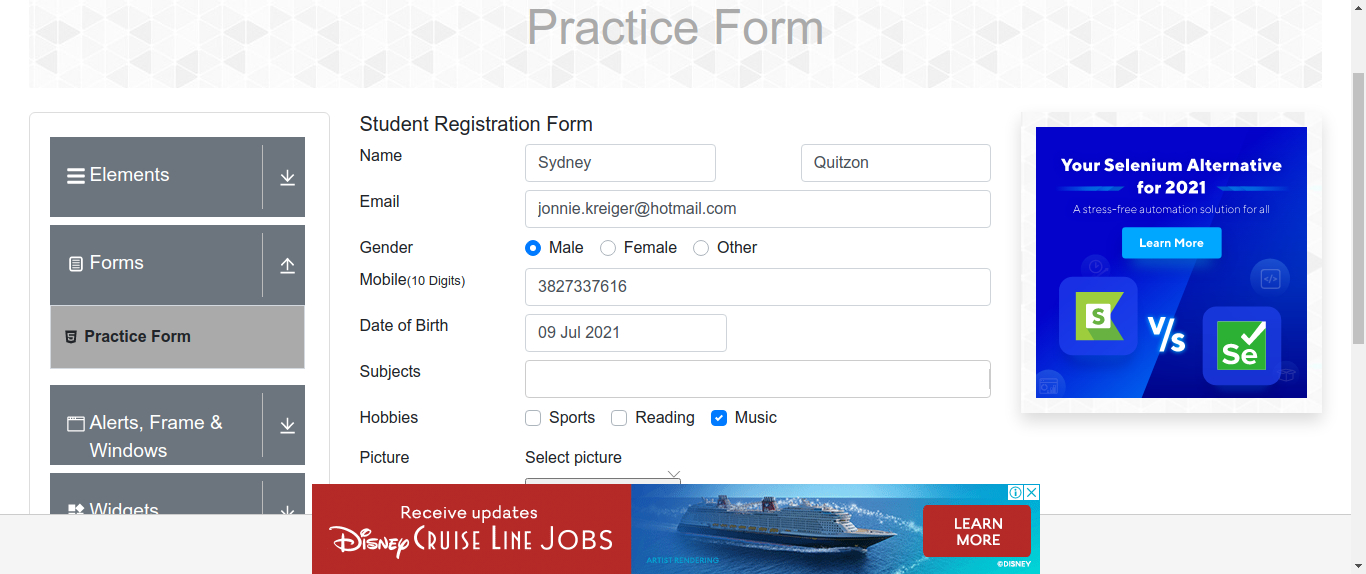 Practice Form
Elements
Forms
Practice Form
Alerts, Frame &
Windows
Widgets
Student Registration Form
Name Sydney Quitzon
Email jonnie.kreiger@hotmail.com
Gender Male Female Other
Mobile(10 Digits) 3827337616
Date of Birth 09 Jul 2021
Subjects
Hobbies Sports Reading Music
Picture Select picture
Your Selenium Alternative
for 2021
A stress-free automation solution for all
Learn More
S
V/s
Se
Receive updates
Disney CRUISE LINE JOBS
ARTIST RENDERING
LEARN
MORE
©DISNEY